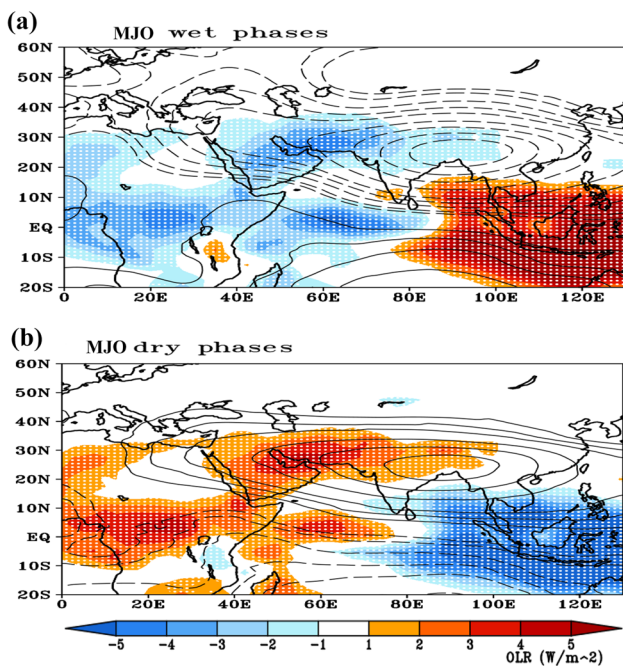 (a)
MJO wet phases
60N
50N
40N
30N
20N
10N
EQ
10S
20S
0 20E 40E 60E 80E 100E 120E
(b)
MJO dry phases
60N
50N
40N
30N
20N
10N
EQ
10S
20S
0 20E 40E 60E 80E 100E 120E
-5 -4 -3 -2 -1 1 2 3 4 5
OLR (W/m^2)